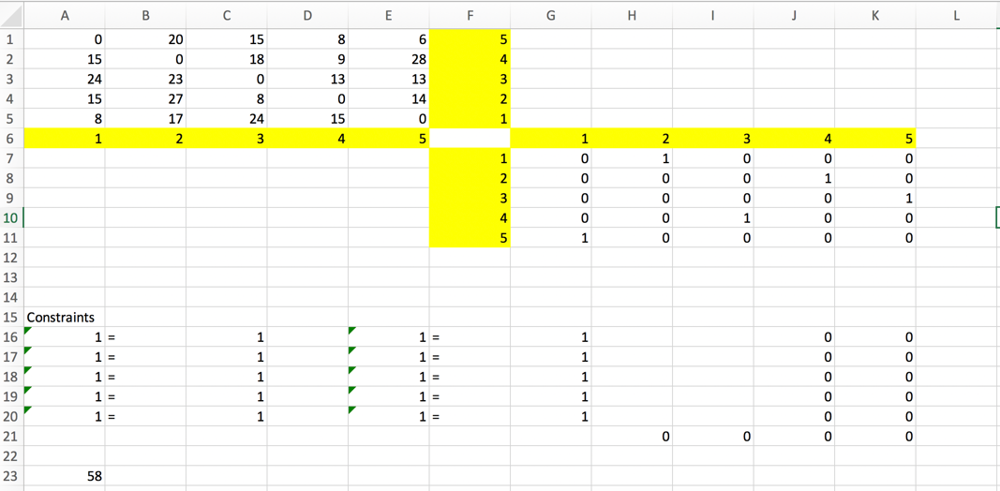 A B C D E F G H I J K L
1 0 20 15 8 6 5
2 15 0 18 9 28 4
3 24 23 0 13 13 3
4 15 27 8 0 14 2
5 8 17 24 15 0 1
6 1 2 3 4 5 1 2 3 4 5
7 1 0 1 0 0 0
8 2 0 0 0 1 0
9 3 0 0 0 0 1
10 4 0 0 1 0 0
11 5 1 0 0 0 0
12
13
14
15 Constraints
16 1 = 1 1 = 1 0 0
17 1 = 1 1 = 1 0 0
18 1 = 1 1 = 1 0 0
19 1 = 1 1 = 1 0 0
20 1 = 1 1 = 1 0 0
21 0 0 0 0
22
23 58